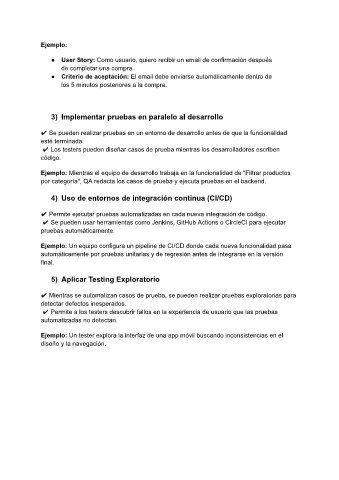 Ejemplo:
● User Story: Como usuario, quiero recibir un email de confirmación después
de completar una compra.
● Criterio de aceptación: El email debe enviarse automáticamente dentro de
los 5 minutos posteriores a la compra.
3) Implementar pruebas en paralelo al desarrollo
✔ Se pueden realizar pruebas en un entorno de desarrollo antes de que la funcionalidad
esté terminada.
✔ Los testers pueden diseñar casos de prueba mientras los desarrolladores escriben
código.
Ejemplo: Mientras el equipo de desarrollo trabaja en la funcionalidad de "Filtrar productos
por categoría", QA redacta los casos de prueba y ejecuta pruebas en el backend.
4) Uso de entornos de integración continua (CI/CD)
✔ Permite ejecutar pruebas automatizadas en cada nueva integración de código.
✔ Se pueden usar herramientas como Jenkins, GitHub Actions o CircleCI para ejecutar
pruebas automáticamente.
Ejemplo: Un equipo configura un pipeline de CI/CD donde cada nueva funcionalidad pasa
automáticamente por pruebas unitarias y de regresión antes de integrarse en la versión
final.
5) Aplicar Testing Exploratorio
✔ Mientras se automatizan casos de prueba, se pueden realizar pruebas exploratorias para
detectar defectos inesperados.
✔ Permite a los testers descubrir fallos en la experiencia de usuario que las pruebas
automatizadas no detectan.
Ejemplo: Un tester explora la interfaz de una app móvil buscando inconsistencias en el
diseño y la navegación.